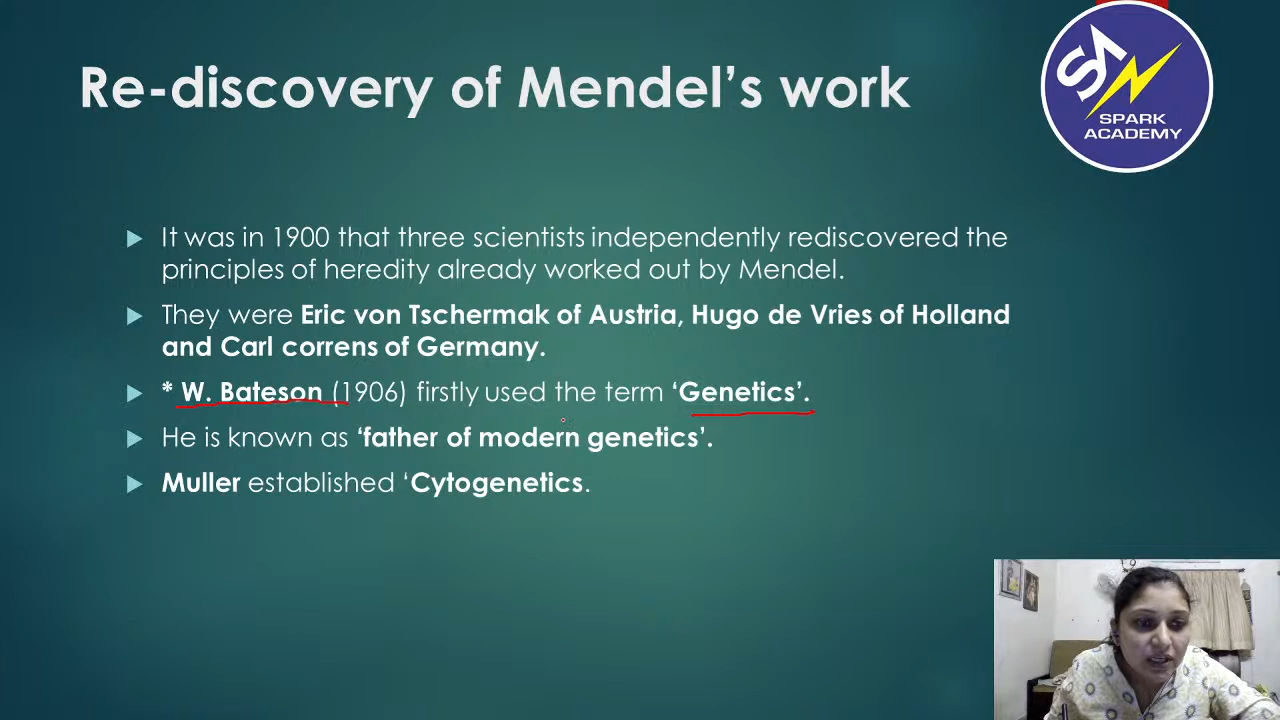 Re-discovery of Mendel’s work
SPARK
ACADEMY
It was in 1900 that three scientists independently rediscovered the
principles of heredity already worked out by Mendel.
They were Eric von Tschermak of Austria, Hugo de Vries of Holland
and Carl correns of Germany.
* W. Bateson (1906) firstly used the term ‘Genetics’.
He is known as ‘father of modern genetics’.
Muller established ‘Cytogenetics.